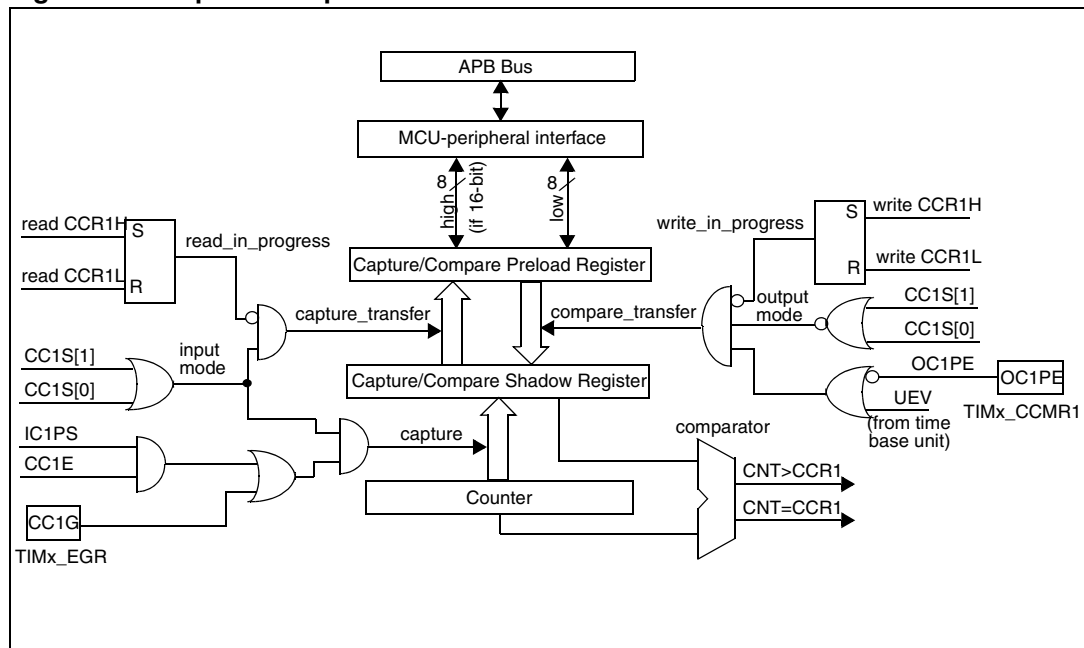 APB Bus
MCU-peripheral interface
8
high
(if 16-bit)
8
low
read CCR1H
S
read_in_progress
read CCR1L
R
write_in_progress
S
write CCR1H
R
write CCR1L
Capture/Compare Preload Register
capture_transfer
compare_transfer
output
mode
CC1S[1]
CC1S[0]
CC1S[1]
CC1S[0]
input
mode
Capture/Compare Shadow Register
OC1PE
OC1PE
UEV
(from time
base unit)
TIMx_CCMR1
IC1PS
CC1E
capture
comparator
Counter
CNT>CCR1
CNT=CCR1
CC1G
TIMx_EGR